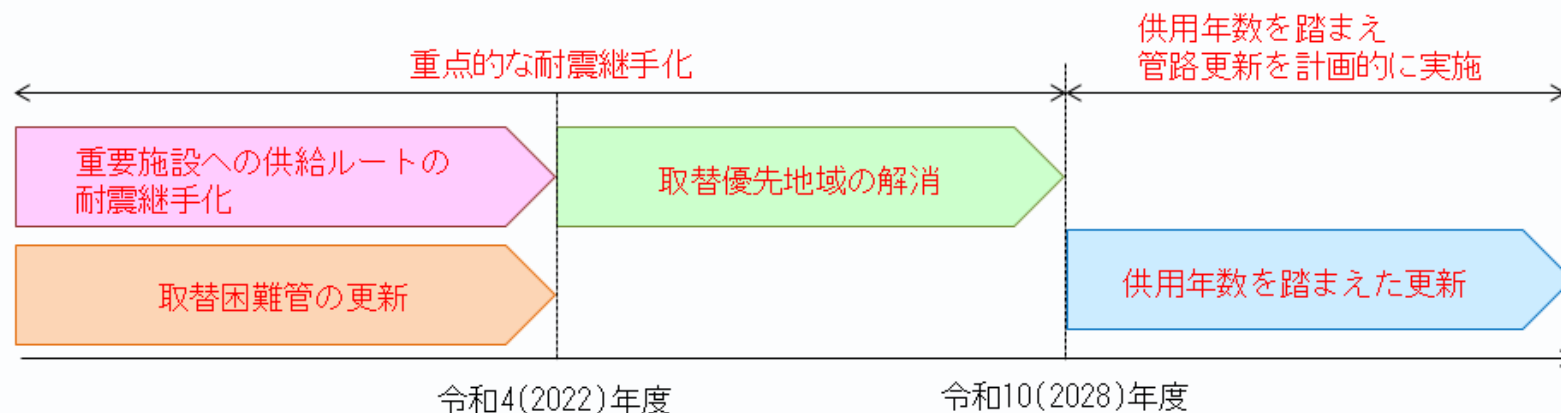 重点的な耐震継手化
供用年数を踏まえ
管路更新を計画的に実施
重要施設への供給ルートの
耐震継手化
取替優先地域の解消
取替困難管の更新
供用年数を踏まえた更新
令和4(2022)年度
令和10(2028)年度